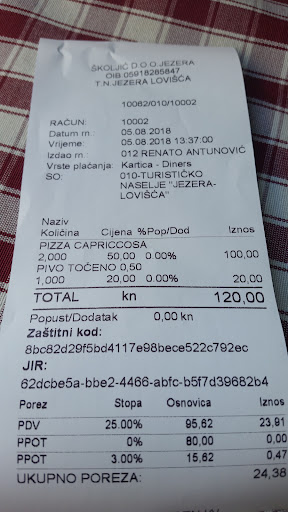 ŠKOLJIĆ D.O.O JEZERA
OIB:05918265847
T.N.JEZERA LOVIŠĆA
10062/010/10002
RAČUN: 10002
Datum rn.: 05.08.2018
Vrijeme: 05.08.2018 13:37:00
Izdao rn.: 012 RENATO ANTUNOVIĆ
Vrste plaćanja: Kartica - Diners
SO: 010-TURISTIČKO
NASELJE "JEZERA-
LOVIŠĆA"
Naziv
Količina Cijena %Pop/Dod Iznos
PIZZA CAPRICCOSA
2,000 50,00 0.00% 100,00
PIVO TOČENO 0,50
1,000 20,00 0.00% 20,00
TOTAL kn 120,00
Popust/Dodatak 0,00 kn
Zaštitni kod:
8bc82d29f5bd4117e98bece522c792ec
JIR:
62dcbe5a-bbe2-4466-abfc-b5f7d39682b4
Porez Stopa Osnovica Iznos
PDV 25.00% 95,62 23,91
PPOT 0% 80,00 0,00
PPOT 3.00% 15,62 0,47
UKUPNO POREZA: 24,38